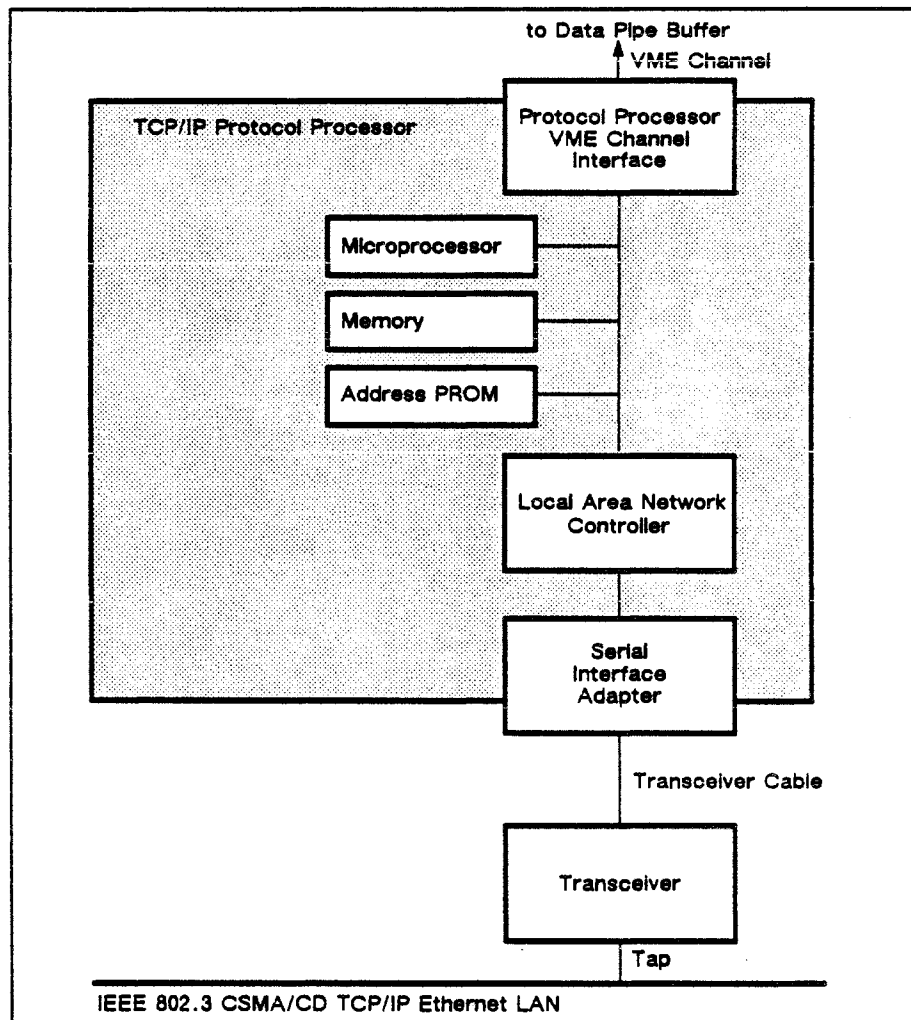 to Data Pipe Buffer
VME Channel
TCP/IP Protocol Processor
Protocol Processor
VME Channel
Interface
Microprocessor
Memory
Address PROM
Local Area Network
Controller
Serial
Interface
Adapter
Transceiver Cable
Transceiver
Tap
IEEE 802.3 CSMA/CD TCP/IP Ethernet LAN